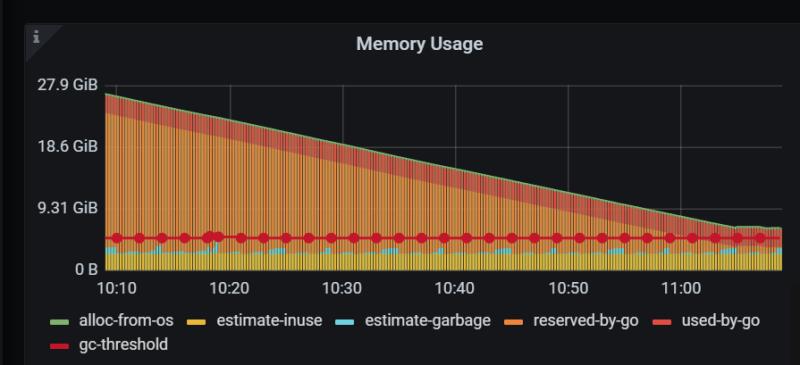 i
Memory Usage
27.9 GiB
18.6 GiB
9.31 GiB
0 B
10:10 10:20 10:30 10:40 10:50 11:00
alloc-from-os estimate-inuse estimate-garbage reserved-by-go used-by-go
gc-threshold